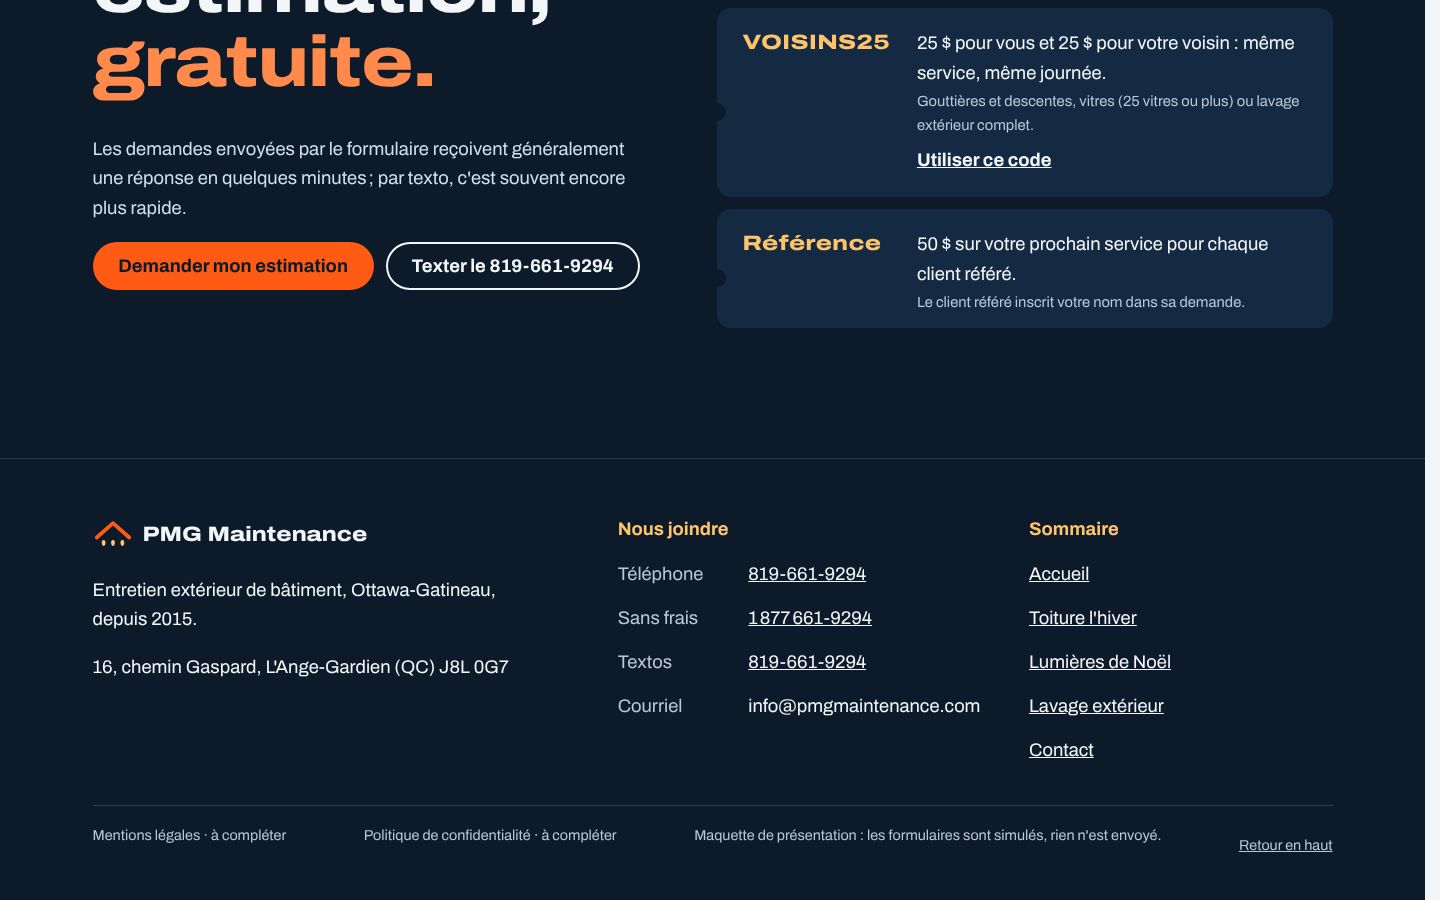 estimation,
gratuite.
Les demandes envoyées par le formulaire reçoivent généralement
une réponse en quelques minutes ; par texto, c'est souvent encore
plus rapide.
Demander mon estimation
Texter le 819-661-9294
VOISINS25
25 $ pour vous et 25 $ pour votre voisin : même
service, même journée.
Gouttières et descentes, vitres (25 vitres ou plus) ou lavage
extérieur complet.
Utiliser ce code
Référence
50 $ sur votre prochain service pour chaque
client référé.
Le client référé inscrit votre nom dans sa demande.
PMG Maintenance
Entretien extérieur de bâtiment, Ottawa-Gatineau,
depuis 2015.
16, chemin Gaspard, L'Ange-Gardien (QC) J8L 0G7
Nous joindre
Téléphone 819-661-9294
Sans frais 1 877 661-9294
Textos 819-661-9294
Courriel info@pmgmaintenance.com
Sommaire
Accueil
Toiture l'hiver
Lumières de Noël
Lavage extérieur
Contact
Mentions légales · à compléter
Politique de confidentialité · à compléter
Maquette de présentation : les formulaires sont simulés, rien n'est envoyé.
Retour en haut